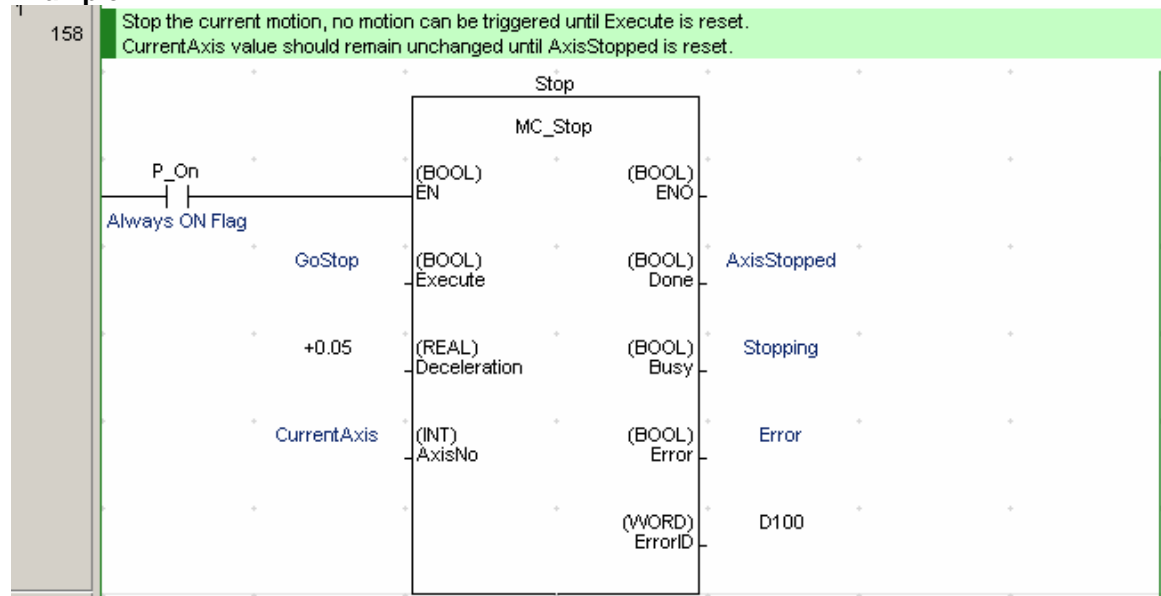 1
158
Stop the current motion, no motion can be triggered until Execute is reset.
CurrentAxis value should remain unchanged until AxisStopped is reset.
Stop
MC_Stop
P_On
(BOOL) (BOOL)
EN ENO
Always ON Flag
GoStop (BOOL) (BOOL) AxisStopped
Execute Done
+0.05 (REAL) (BOOL) Stopping
Deceleration Busy
CurrentAxis (INT) (BOOL) Error
AxisNo Error
(WORD) D100
ErrorID